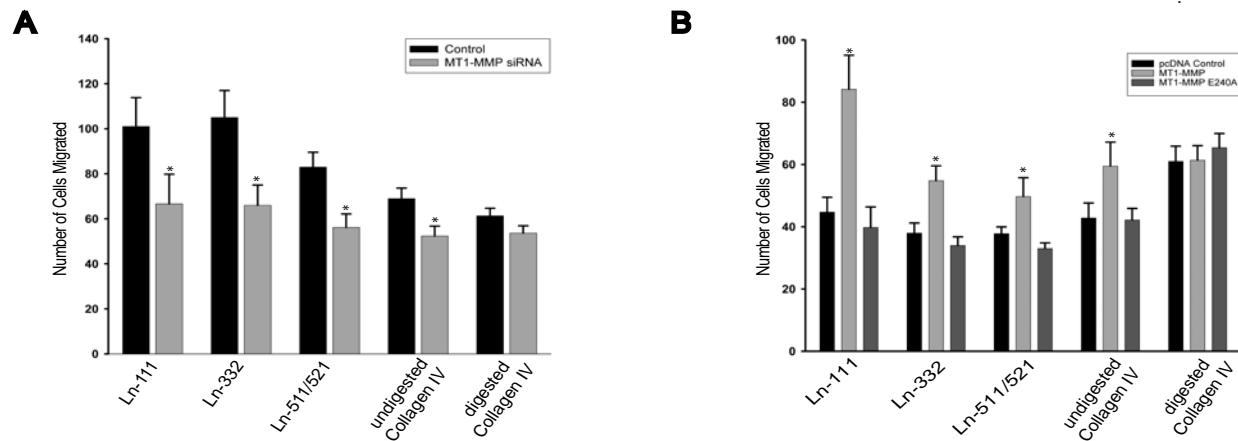 A
Number of Cells Migrated
140
120
100
80
60
40
20
0
Control
MT1-MMP siRNA
Ln-111
Ln-332
Ln-511/521
undigested
Collagen IV
digested
Collagen IV
*
*
*
*
B
Number of Cells Migrated
100
80
60
40
20
0
pcDNA Control
MT1-MMP
MT1-MMP E240A
Ln-111
Ln-332
Ln-511/521
undigested
Collagen IV
digested
Collagen IV
*
*
*
*